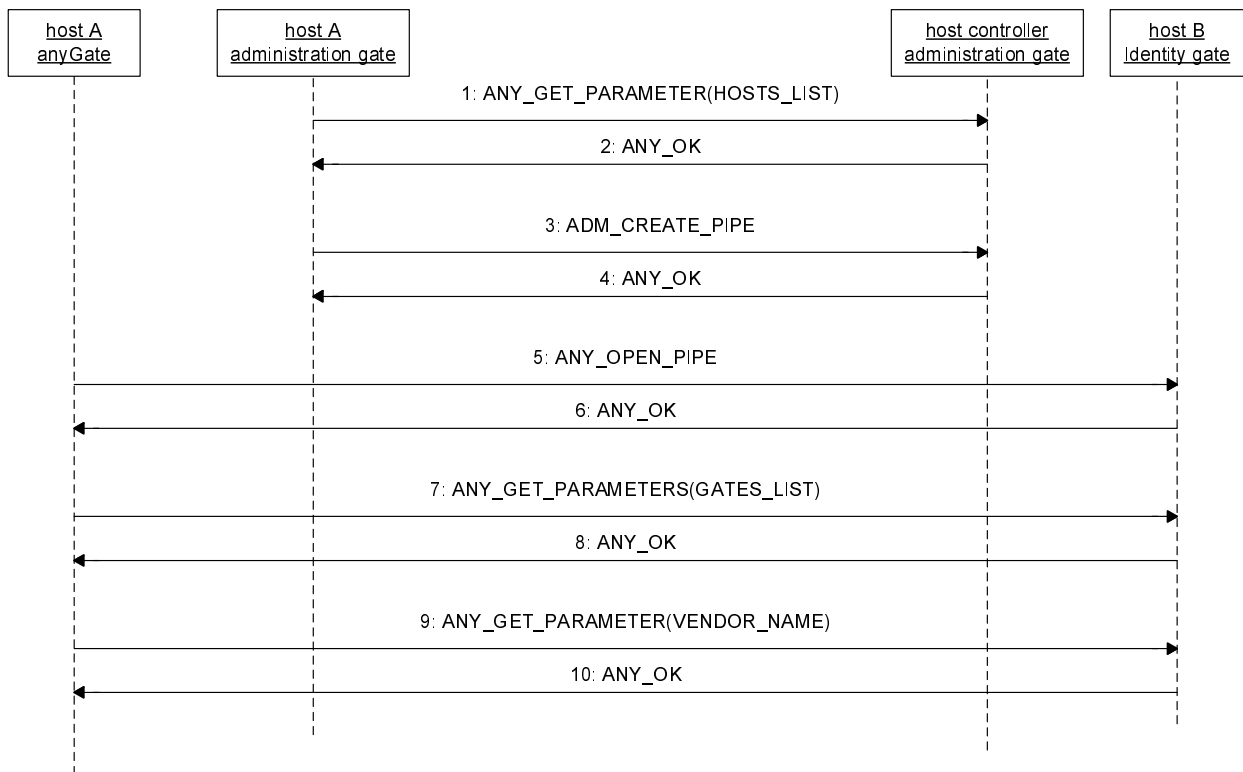 host A
anyGate
host A
administration gate
host controller
administration gate
host B
Identity gate
1: ANY_GET_PARAMETER(HOSTS_LIST)
2: ANY_OK
3: ADM_CREATE_PIPE
4: ANY_OK
5: ANY_OPEN_PIPE
6: ANY_OK
7: ANY_GET_PARAMETERS(GATES_LIST)
8: ANY_OK
9: ANY_GET_PARAMETER(VENDOR_NAME)
10: ANY_OK